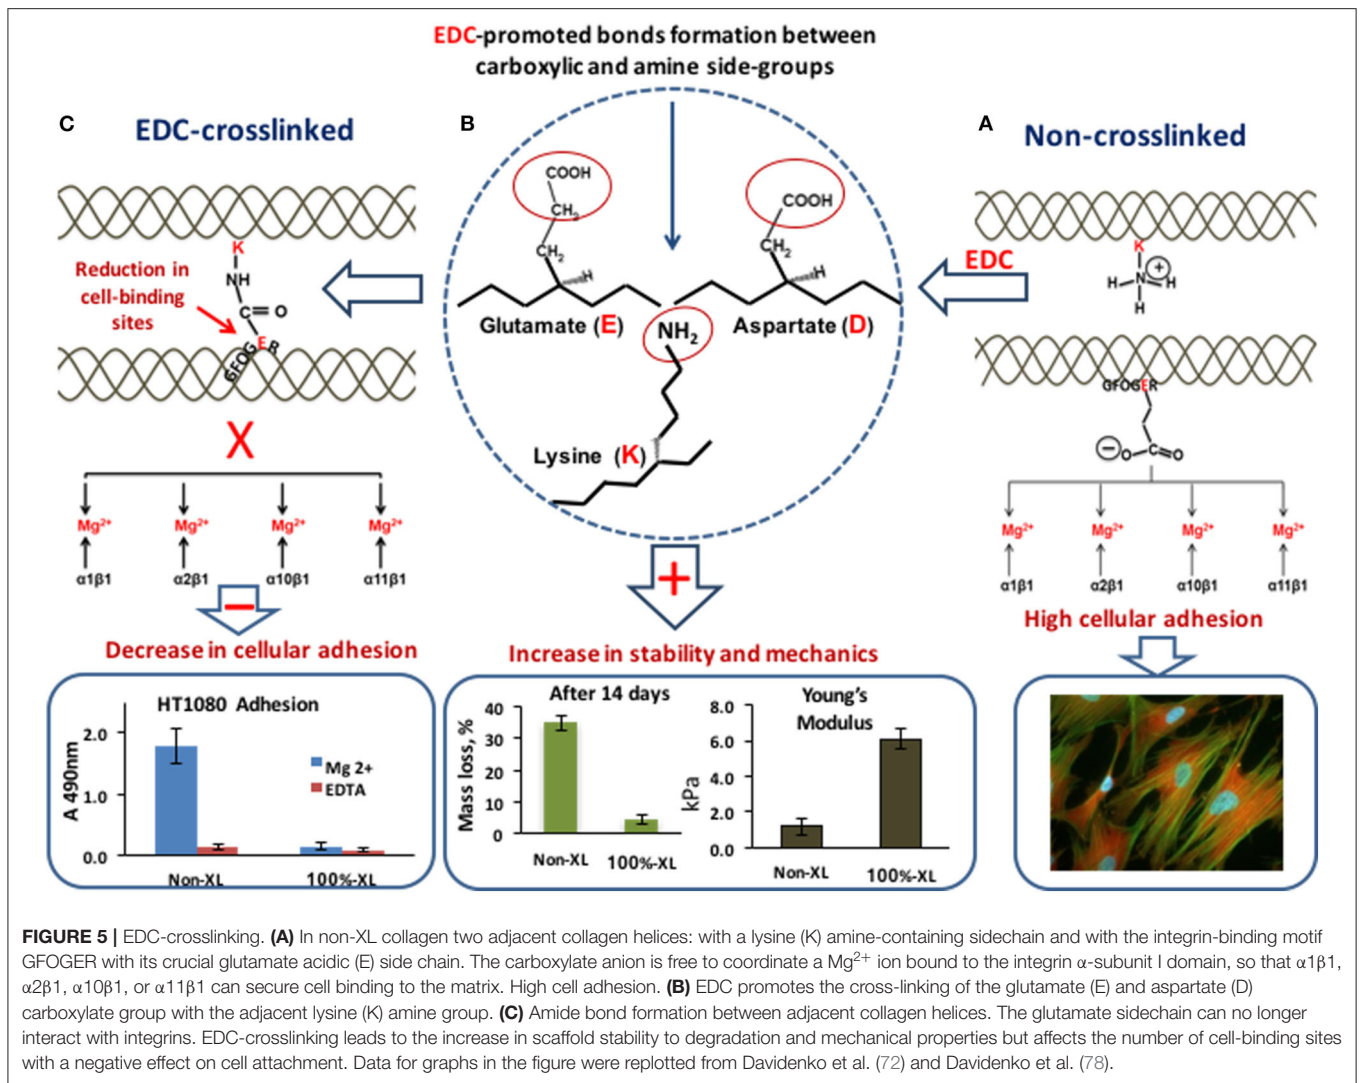 EDC-promoted bonds formation between
carboxylic and amine side-groups
C
EDC-crosslinked
K
NH
C = O
Reduction in
cell-binding
sites
GFOGER
X
Mg²⁺ Mg²⁺ Mg²⁺ Mg²⁺
α1β1 α2β1 α10β1 α11β1
−
Decrease in cellular adhesion
HT1080 Adhesion
A 490nm
2.0
1.0
0.0
Mg 2+
EDTA
Non-XL 100%-XL
B
COOH
CH₂
CH₂
H
Glutamate (E)
COOH
CH₂
H
Aspartate (D)
NH₂
Lysine (K)
+
Increase in stability and mechanics
After 14 days
Mass loss, %
40
30
20
10
0
Non-XL 100%-XL
Young's
Modulus
kPa
8.0
6.0
4.0
2.0
0.0
Non-XL 100%-XL
A
Non-crosslinked
EDC
K
H N H
+
H
GFOGER
− O C O
Mg²⁺ Mg²⁺ Mg²⁺ Mg²⁺
α1β1 α2β1 α10β1 α11β1
High cellular adhesion
FIGURE 5 | EDC-crosslinking. (A) In non-XL collagen two adjacent collagen helices: with a lysine (K) amine-containing sidechain and with the integrin-binding motif
GFOGER with its crucial glutamate acidic (E) side chain. The carboxylate anion is free to coordinate a Mg²⁺ ion bound to the integrin α-subunit I domain, so that α1β1,
α2β1, α10β1, or α11β1 can secure cell binding to the matrix. High cell adhesion. (B) EDC promotes the cross-linking of the glutamate (E) and aspartate (D)
carboxylate group with the adjacent lysine (K) amine group. (C) Amide bond formation between adjacent collagen helices. The glutamate sidechain can no longer
interact with integrins. EDC-crosslinking leads to the increase in scaffold stability to degradation and mechanical properties but affects the number of cell-binding sites
with a negative effect on cell attachment. Data for graphs in the figure were replotted from Davidenko et al. (72) and Davidenko et al. (78).